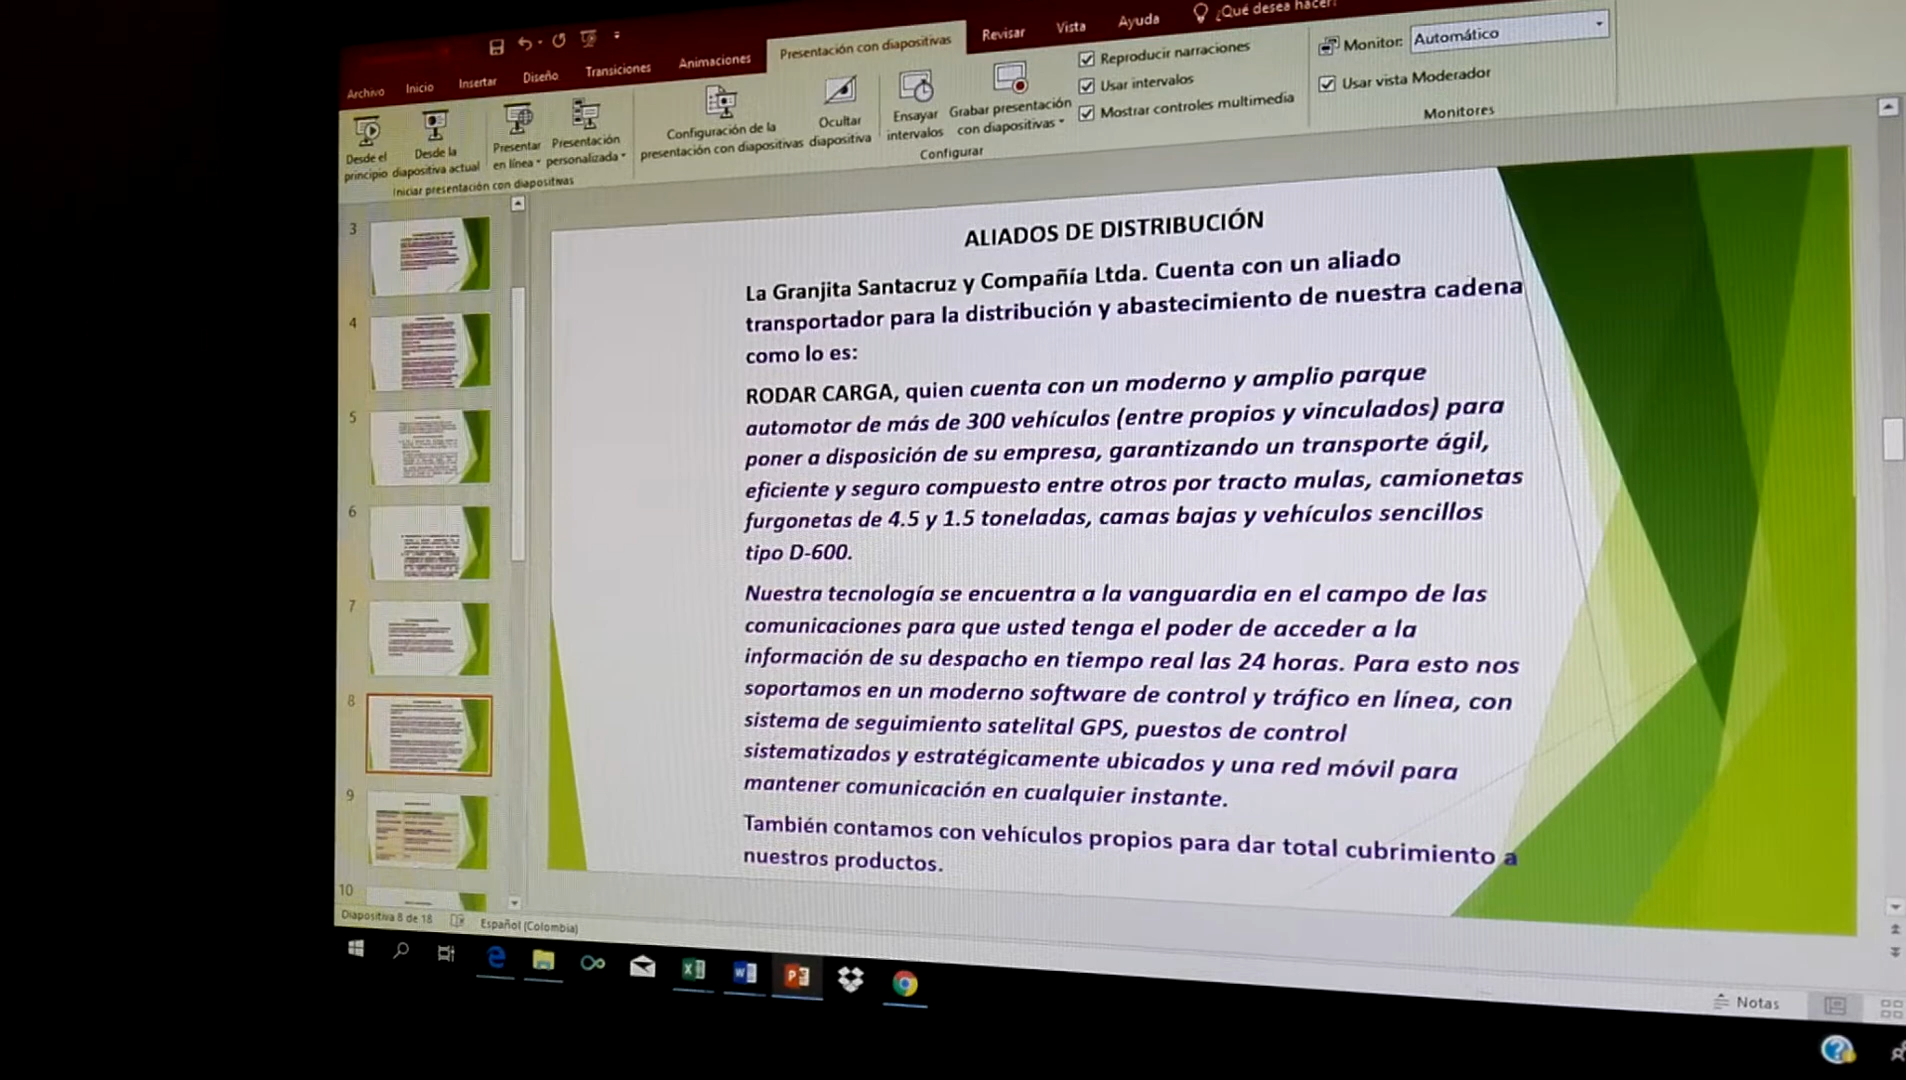 ¿Qué desea hacer?
Archivo Inicio Insertar Diseño Transiciones Animaciones Presentación con diapositivas Revisar Vista Ayuda
Desde el principio
Desde la diapositiva actual
Presentar en línea
Presentación personalizada
Iniciar presentación con diapositivas
Configuración de la presentación con diapositivas
Ocultar diapositiva
Ensayar intervalos
Grabar presentación con diapositivas
Reproducir narraciones
Usar intervalos
Mostrar controles multimedia
Configurar
Monitor: Automático
Usar vista Moderador
Monitores
3
4
5
6
7
8
9
10
ALIADOS DE DISTRIBUCIÓN
La Granjita Santacruz y Compañía Ltda. Cuenta con un aliado
transportador para la distribución y abastecimiento de nuestra cadena
como lo es:
RODAR CARGA, quien cuenta con un moderno y amplio parque
automotor de más de 300 vehículos (entre propios y vinculados) para
poner a disposición de su empresa, garantizando un transporte ágil,
eficiente y seguro compuesto entre otros por tracto mulas, camionetas
furgonetas de 4.5 y 1.5 toneladas, camas bajas y vehículos sencillos
tipo D-600.
Nuestra tecnología se encuentra a la vanguardia en el campo de las
comunicaciones para que usted tenga el poder de acceder a la
información de su despacho en tiempo real las 24 horas. Para esto nos
soportamos en un moderno software de control y tráfico en línea, con
sistema de seguimiento satelital GPS, puestos de control
sistematizados y estratégicamente ubicados y una red móvil para
mantener comunicación en cualquier instante.
También contamos con vehículos propios para dar total cubrimiento a
nuestros productos.
Diapositiva 8 de 18 Español (Colombia)
Notas